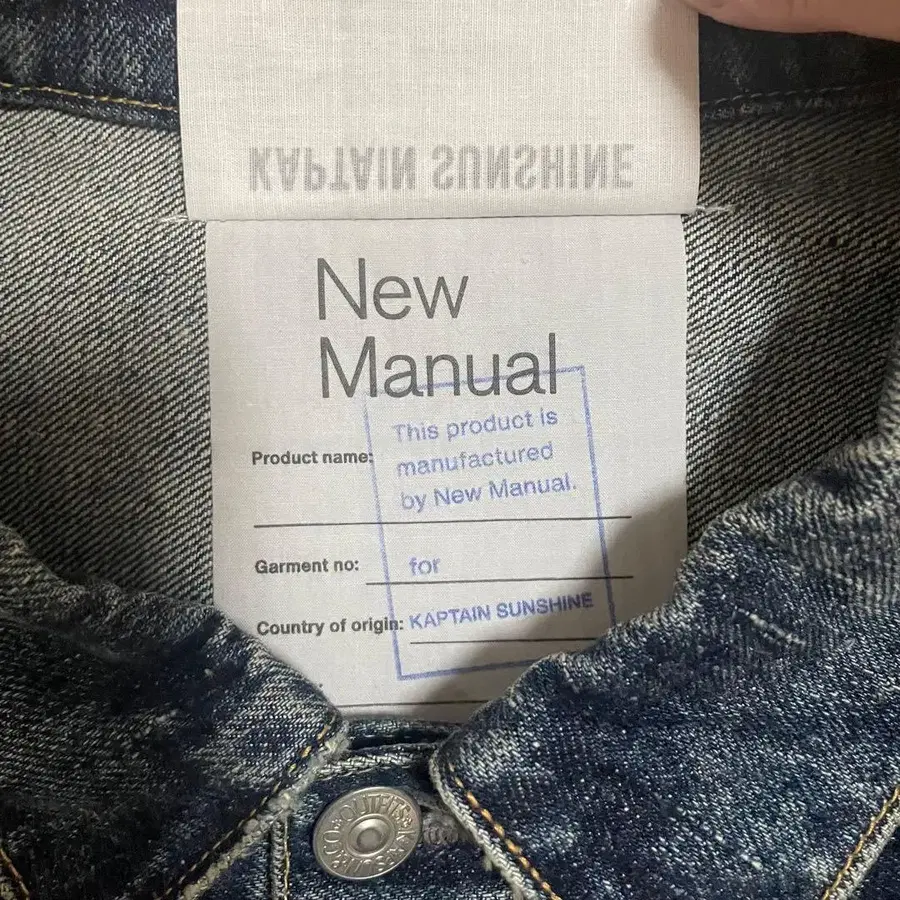 KAPTAIN SUNSHINE
New
Manual
This product is
Product name:
manufactured
by New Manual.
Garment no:
for
Country of origin:
KAPTAIN SUNSHINE
OUTFITS